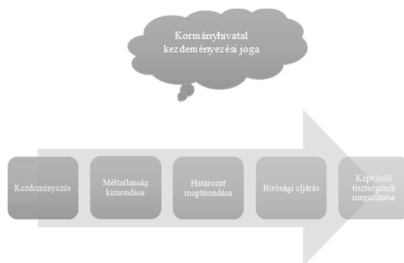 Kormányhivatal
kezdeményezési joga
Kezdeményezés
Méltatlanság
kimondása
Határozat
megtámadása
Bírósági eljárás
Képviselő
tisztségének
megszűnése